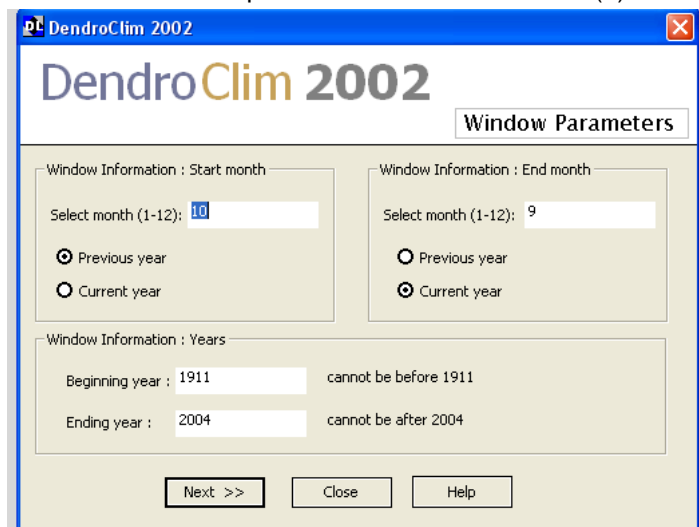 DendroClim 2002
DendroClim 2002
Window Parameters
Window Information : Start month
Select month (1-12): 10
Previous year
Current year
Window Information : End month
Select month (1-12): 9
Previous year
Current year
Window Information : Years
Beginning year : 1911 cannot be before 1911
Ending year : 2004 cannot be after 2004
Next >> Close Help